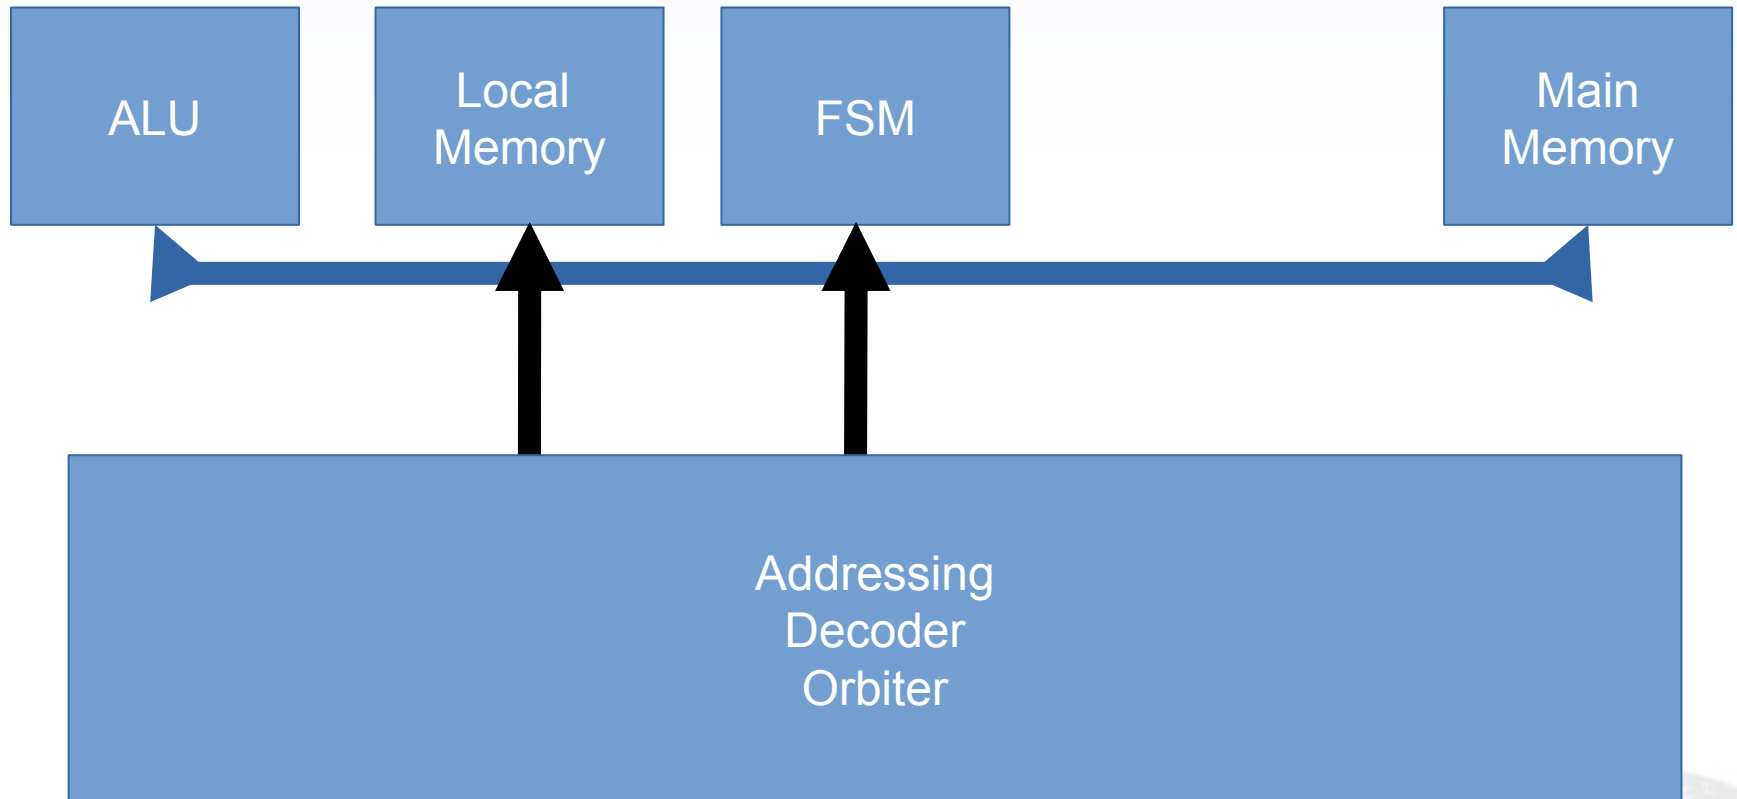 ALU
Local
Memory
FSM
Main
Memory
Addressing
Decoder
Orbiter